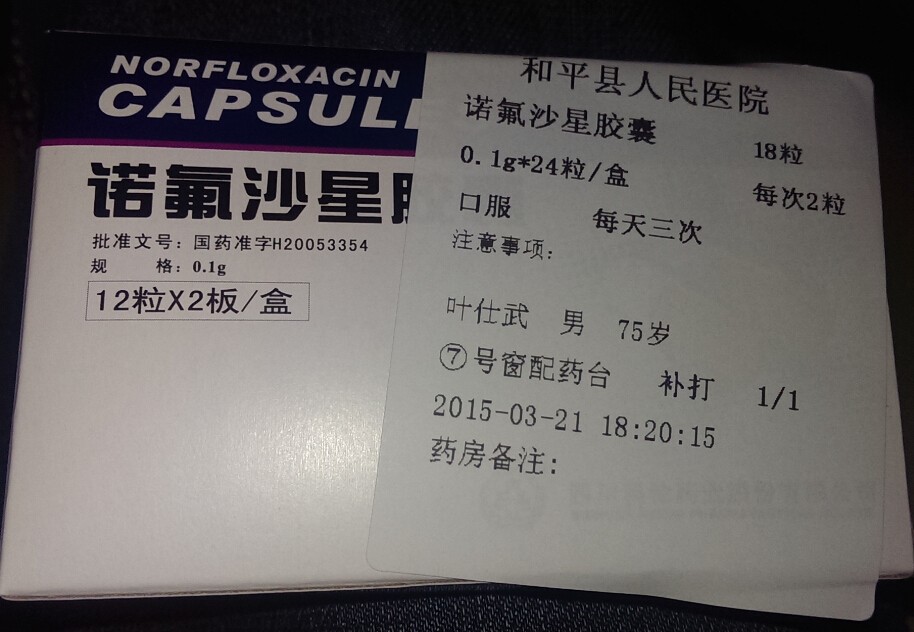 NORFLOXACIN
CAPSUL
诺氟沙星
批准文号：国药准字H20053354
规 格：0.1g
12粒X2板/盒
和平县人民医院
诺氟沙星胶囊 18粒
0.1g*24粒/盒 每次2粒
口服 每天三次
注意事项:
叶仕武 男 75岁
⑦号窗配药台 补打 1/1
2015-03-21 18:20:15
药房备注: